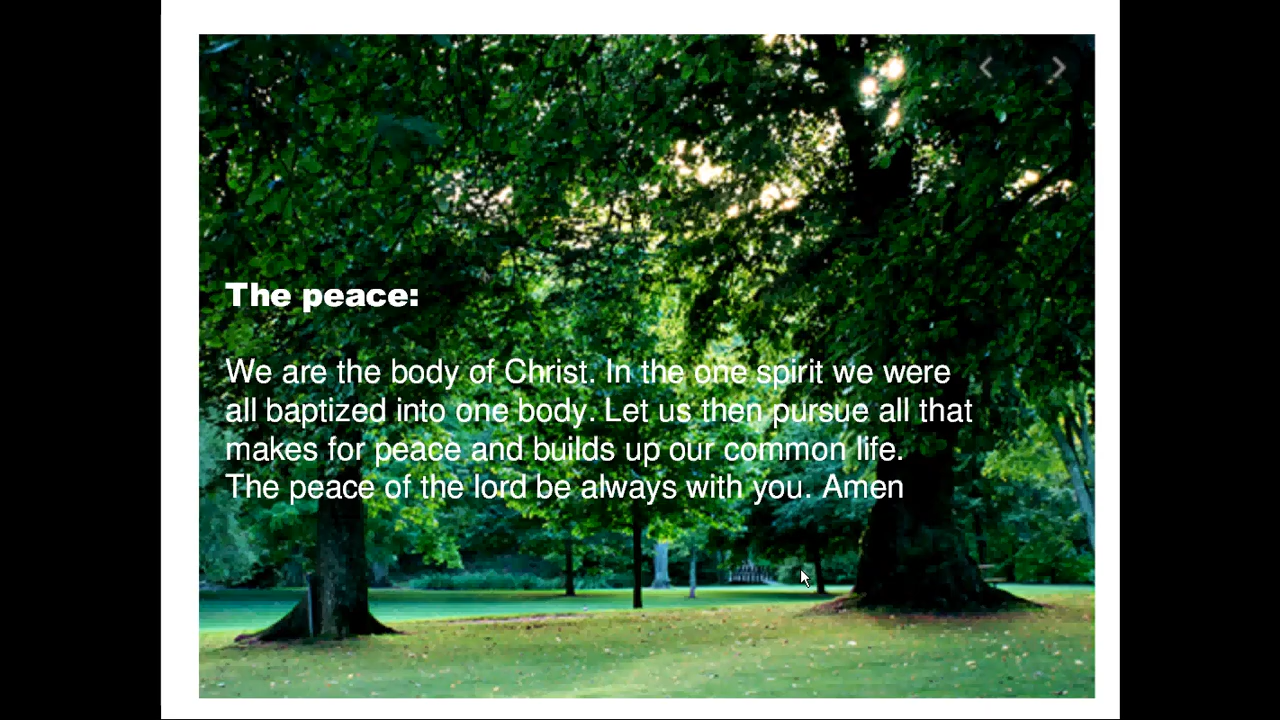 The peace:
We are the body of Christ. In the one spirit we were
all baptized into one body. Let us then pursue all that
makes for peace and builds up our common life.
The peace of the lord be always with you. Amen